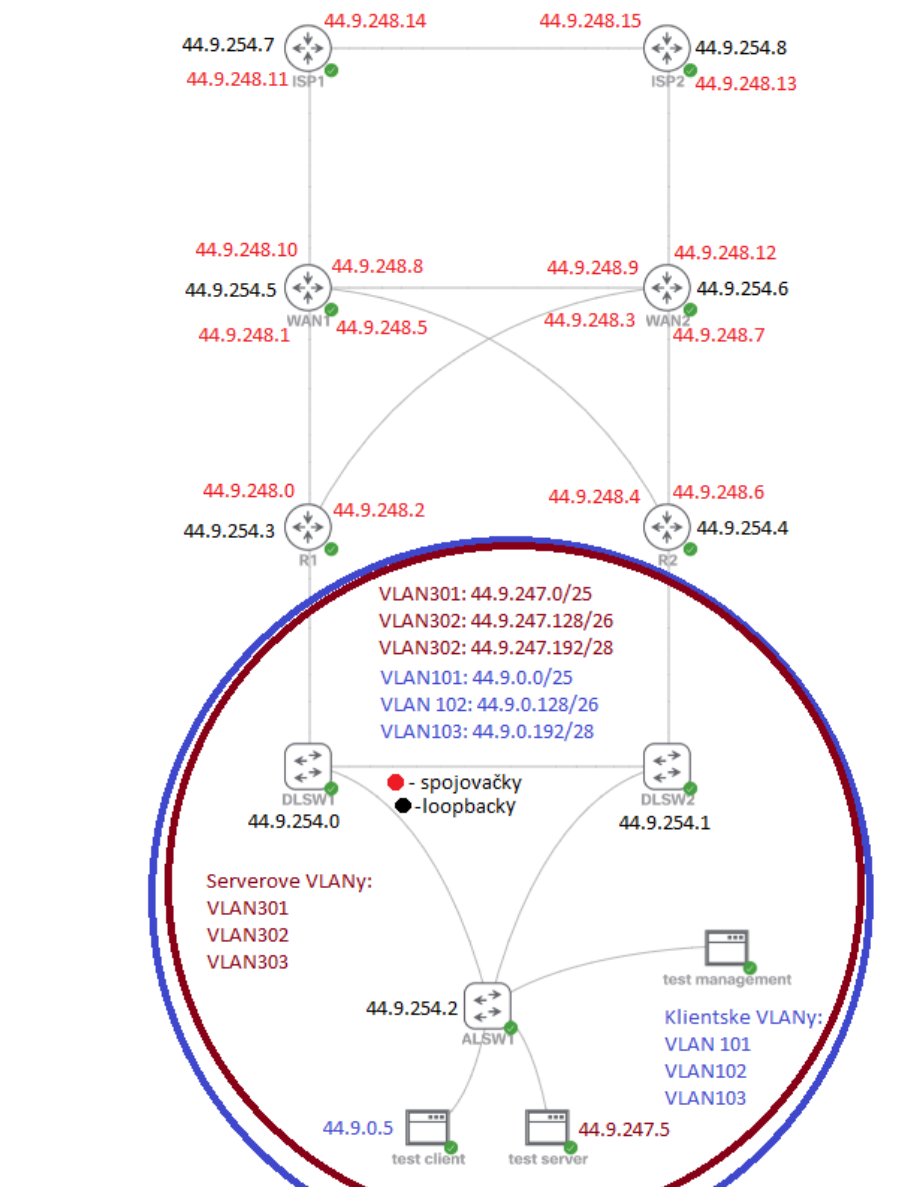 44.9.248.14
44.9.248.15
44.9.254.7
44.9.254.8
44.9.248.11
ISP1
ISP2
44.9.248.13
44.9.248.10
44.9.248.12
44.9.248.8
44.9.248.9
44.9.254.5
44.9.254.6
WAN1
44.9.248.5
44.9.248.3
WAN2
44.9.248.1
44.9.248.7
44.9.248.0
44.9.248.2
44.9.248.4
44.9.248.6
44.9.254.3
44.9.254.4
R1
R2
VLAN301: 44.9.247.0/25
VLAN302: 44.9.247.128/26
VLAN302: 44.9.247.192/28
VLAN101: 44.9.0.0/25
VLAN 102: 44.9.0.128/26
VLAN103: 44.9.0.192/28
DLSW1
- spojovačky
DLSW2
-loopbacky
44.9.254.0
44.9.254.1
Serverove VLANy:
VLAN301
VLAN302
VLAN303
test management
44.9.254.2
ALSW1
Klientske VLANy:
VLAN 101
VLAN102
VLAN103
44.9.0.5
44.9.247.5
test client
test server